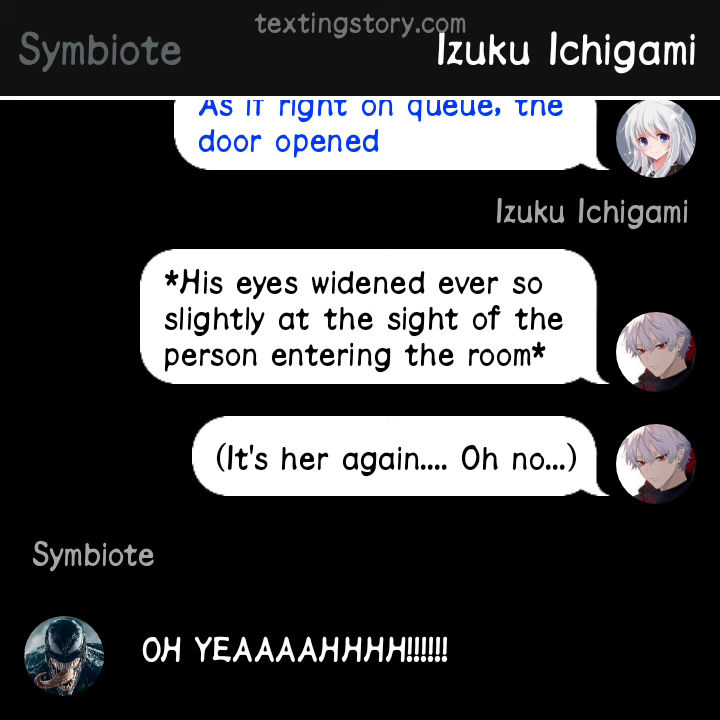 textingstory.com
Symbiote
Izuku Ichigami
As if right on queue, the
door opened
Izuku Ichigami
*His eyes widened ever so
slightly at the sight of the
person entering the room*
(It's her again.... Oh no...)
Symbiote
OH YEAAAAHHHH!!!!!!